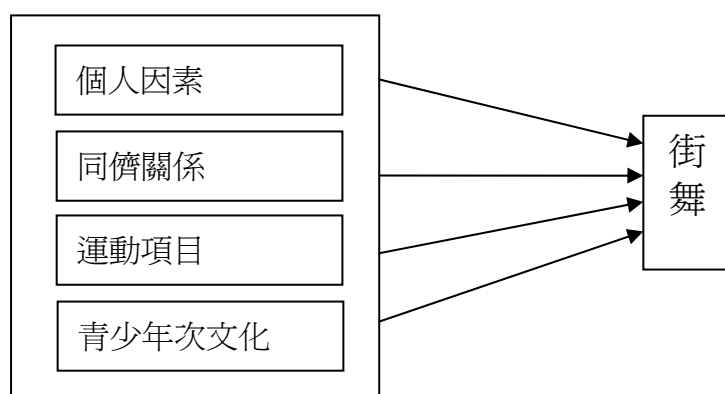 個人因素
同儕關係
運動項目
青少年次文化
街
舞